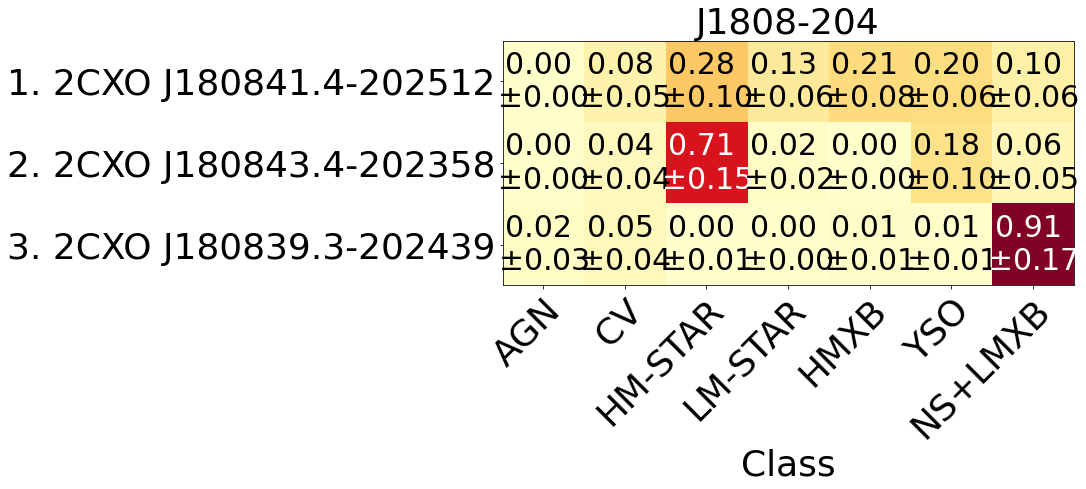 J1808-204
1. 2CXO J180841.4-202512 0.00 0.08 0.28 0.13 0.21 0.20 0.10
±0.00 ±0.05 ±0.10 ±0.06 ±0.08 ±0.06 ±0.06
2. 2CXO J180843.4-202358 0.00 0.04 0.71 0.02 0.00 0.18 0.06
±0.00 ±0.04 ±0.15 ±0.02 ±0.00 ±0.10 ±0.05
3. 2CXO J180839.3-202439 0.02 0.05 0.00 0.00 0.01 0.01 0.91
±0.03 ±0.04 ±0.01 ±0.00 ±0.01 ±0.01 ±0.17
AGN CV HM-STAR LM-STAR HMXB YSO NS+LMXB
Class